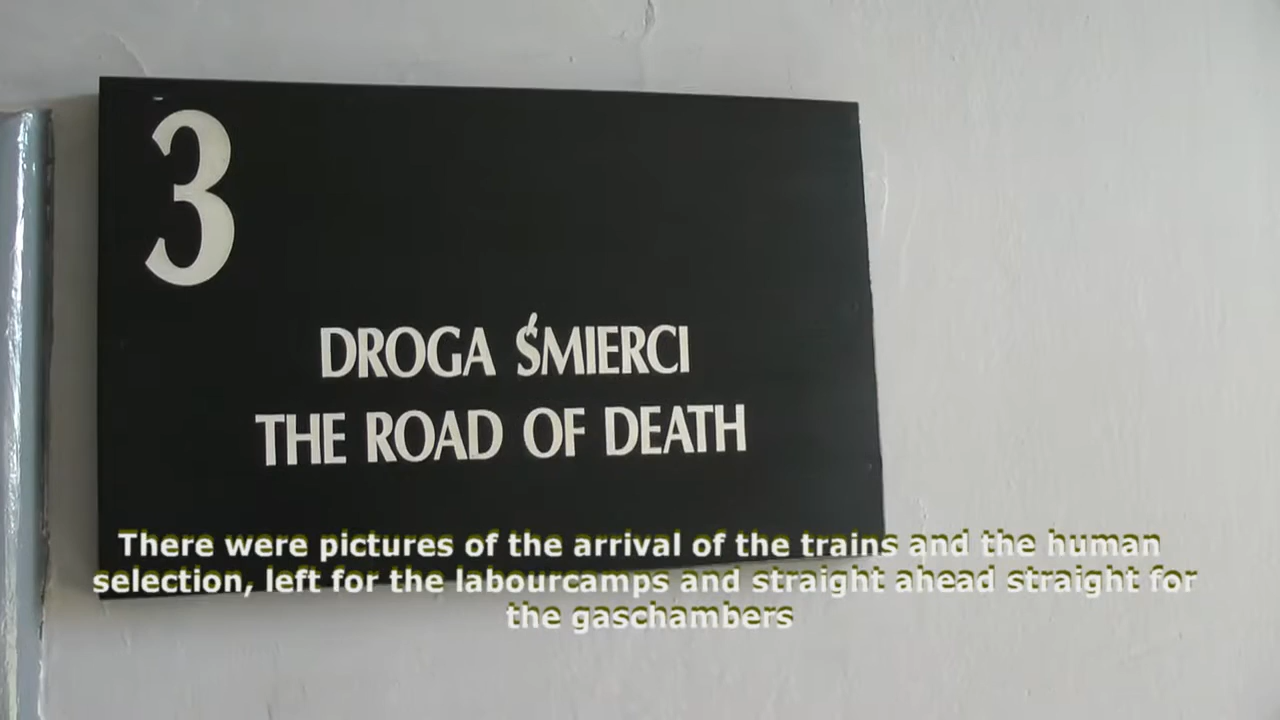 3
DROGA ŚMIERCI
THE ROAD OF DEATH
There were pictures of the arrival of the trains and the human
selection, left for the labourcamps and straight ahead straight for
the gaschambers